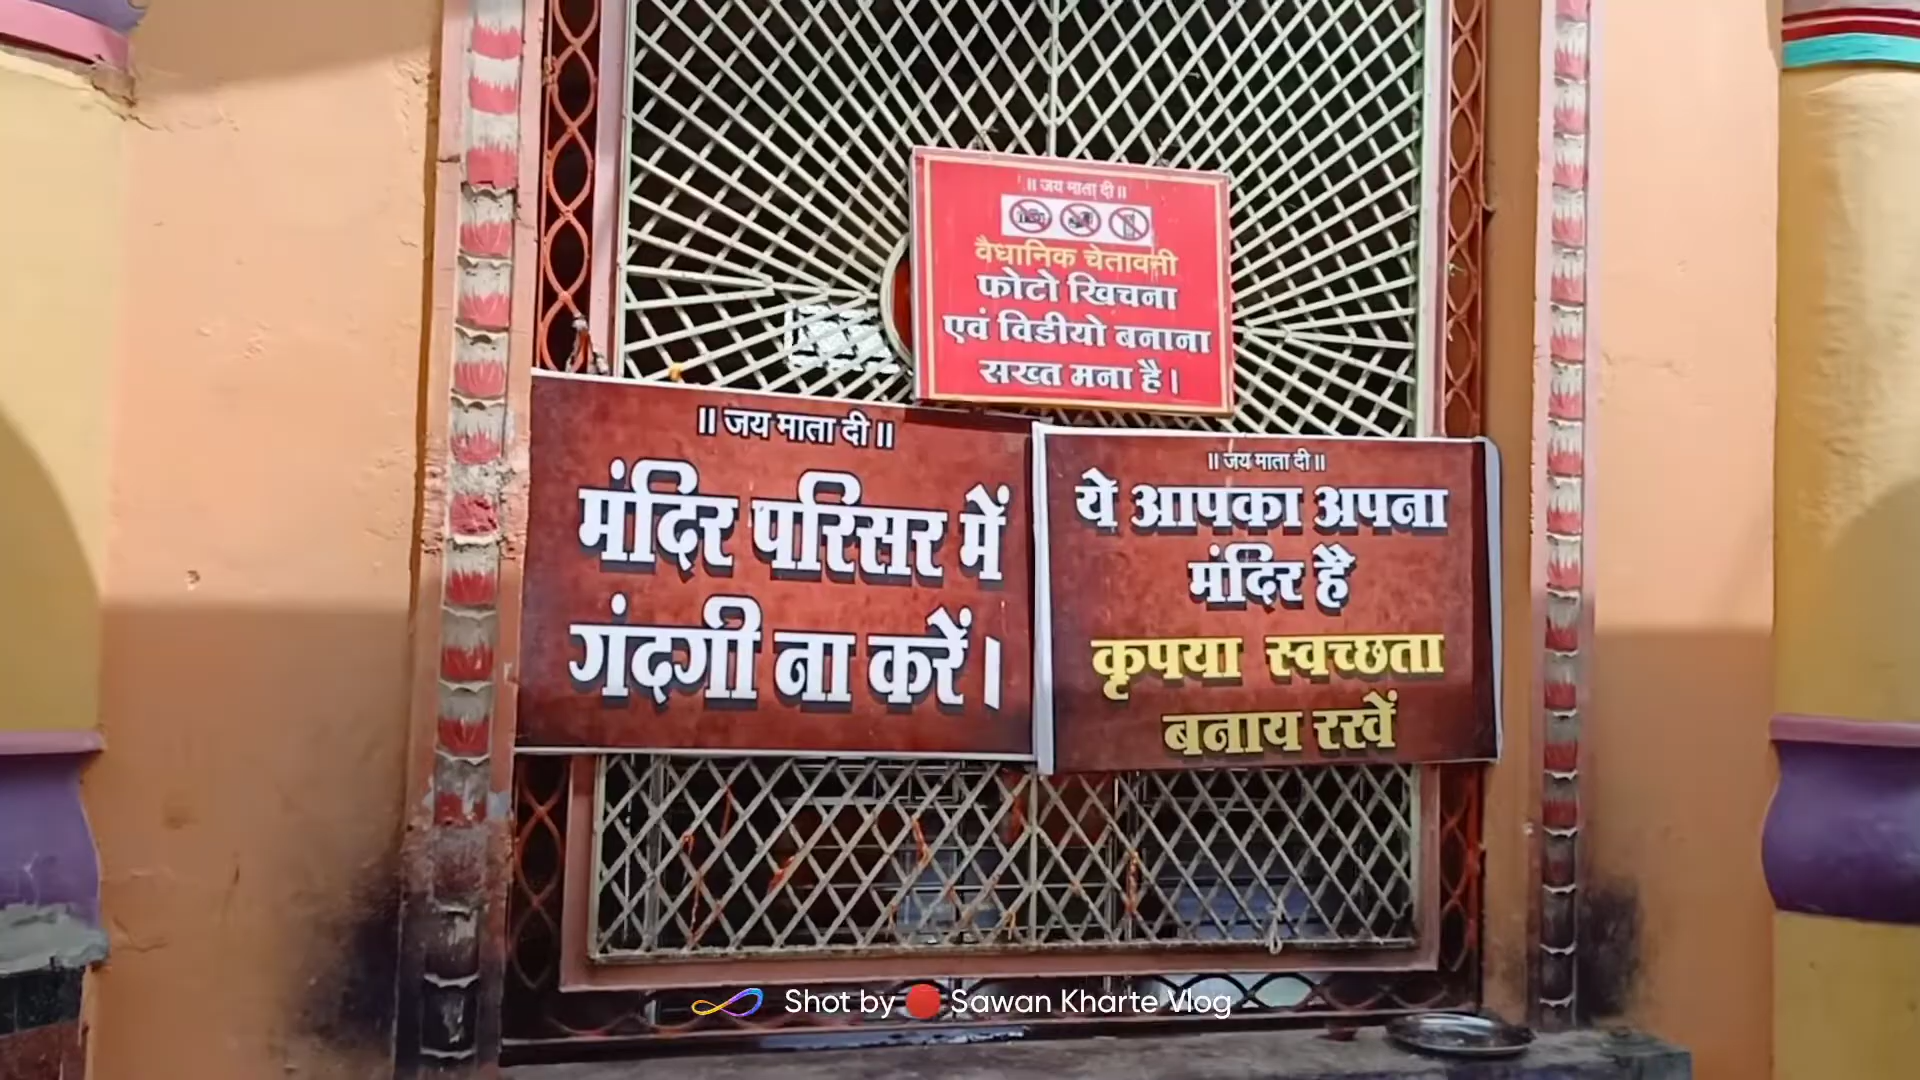 ॥ जय माता दी ॥
वैधानिक चेतावनी
फोटो खिचना
एवं विडीयो बनाना
सख्त मना है।
॥ जय माता दी ॥
मंदिर परिसर में
गंदगी ना करें।
॥ जय माता दी ॥
ये आपका अपना
मंदिर है
कृपया स्वच्छता
बनाय रखें
Shot by Sawan Kharte Vlog